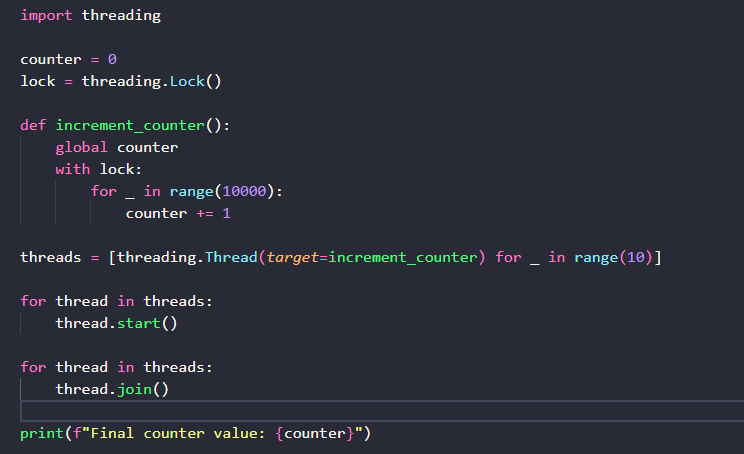 import threading

counter = 0
lock = threading.Lock()

def increment_counter():
    global counter
    with lock:
        for _ in range(10000):
            counter += 1

threads = [threading.Thread(target=increment_counter) for _ in range(10)]

for thread in threads:
    thread.start()

for thread in threads:
    thread.join()

print(f"Final counter value: {counter}")